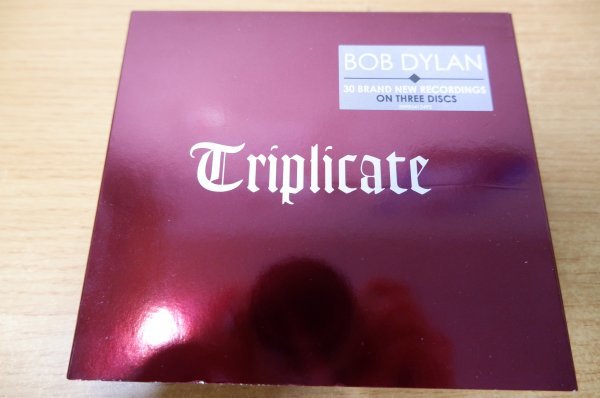 BOB DYLAN
30 BRAND NEW RECORDINGS
ON THREE DISCS
Triplicate